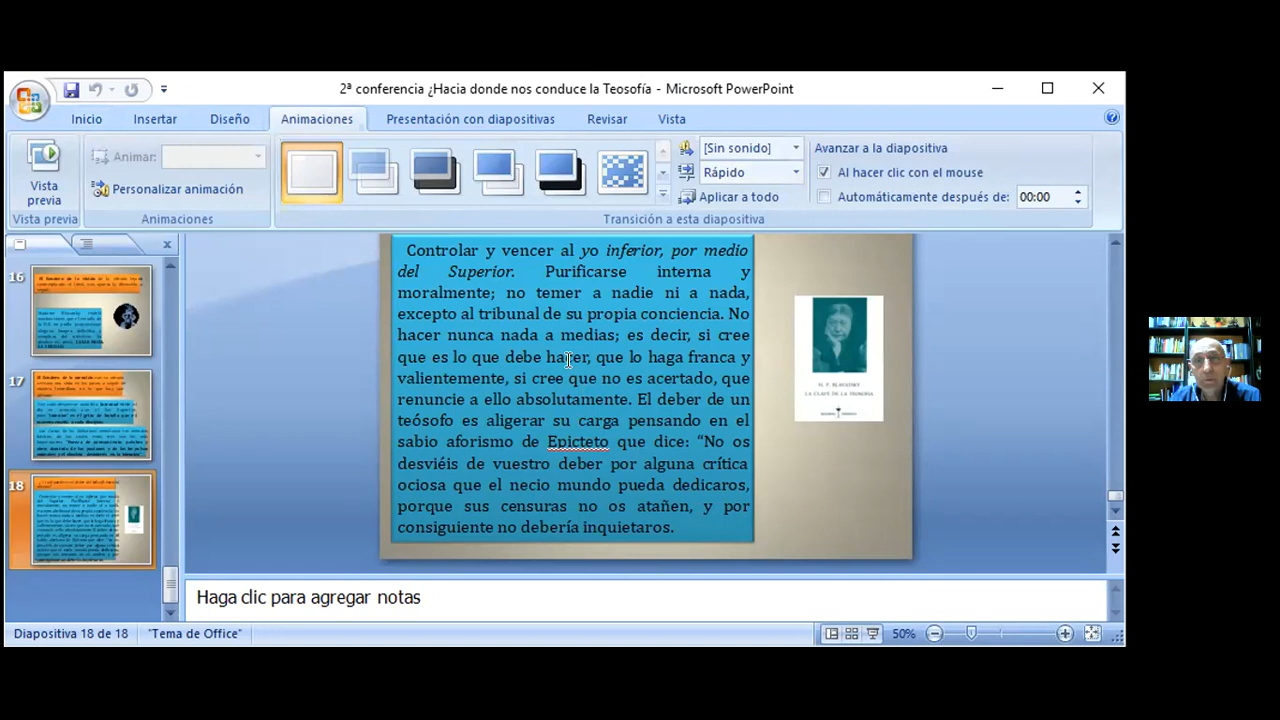 2ª conferencia ¿Hacia donde nos conduce la Teosofía - Microsoft PowerPoint
Inicio
Insertar
Diseño
Animaciones
Presentación con diapositivas
Revisar
Vista
Vista previa
Animar:
Personalizar animación
[Sin sonido]
Rápido
Aplicar a todo
Avanzar a la diapositiva
Al hacer clic con el mouse
Automáticamente después de:
00:00
Vista previa
Animaciones
Transición a esta diapositiva
16
17
18
Controlar y vencer al yo inferior, por medio
del Superior. Purificarse interna y
moralmente; no temer a nadie ni a nada,
excepto al tribunal de su propia conciencia. No
hacer nunca nada a medias; es decir, si cree
que es lo que debe hacer, que lo haga franca y
valientemente, si cree que no es acertado, que
renuncie a ello absolutamente. El deber de un
teósofo es aligerar su carga pensando en el
sabio aforismo de Epicteto que dice: “No os
desviéis de vuestro deber por alguna crítica
ociosa que el necio mundo pueda dedicaros,
porque sus censuras no os atañen, y por
consiguiente no debería inquietaros.
H. P. BLAVATSKY
LA CLAVE DE LA TEOSOFIA
Haga clic para agregar notas
Diapositiva 18 de 18
"Tema de Office"
50%